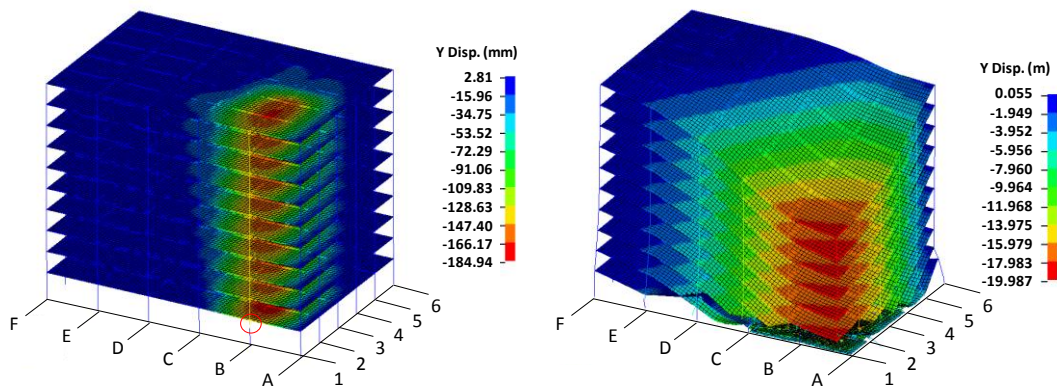 Y Disp. (mm)
2.81
-15.96
-34.75
-53.52
-72.29
-91.06
-109.83
-128.63
-147.40
-166.17
-184.94
F
E
D
C
B
A
1
2
3
4
5
6
Y Disp. (m)
0.055
-1.949
-3.952
-5.956
-7.960
-9.964
-11.968
-13.975
-15.979
-17.983
-19.987
F
E
D
C
B
A
1
2
3
4
5
6